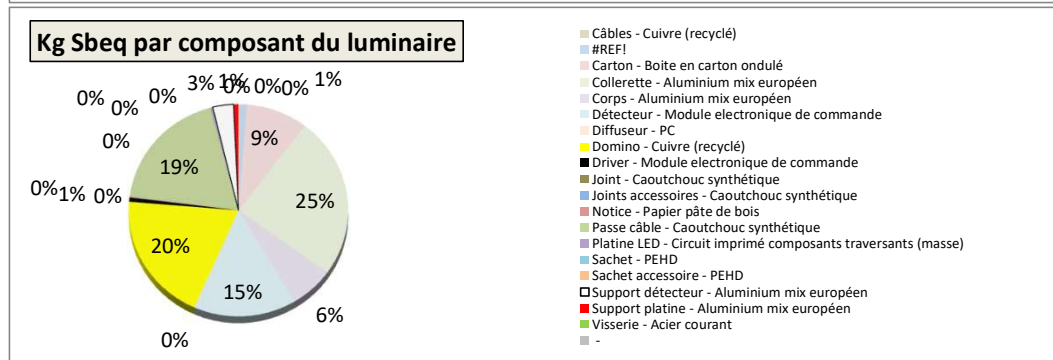 Kg Sbeq par composant du luminaire
0%
0%
0%
3%
1%
0%
0%
0%
1%
0%
9%
19%
25%
0%
1%
0%
20%
15%
6%
0%
Câbles - Cuivre (recyclé)
#REF!
Carton - Boite en carton ondulé
Collerette - Aluminium mix européen
Corps - Aluminium mix européen
Détecteur - Module electronique de commande
Diffuseur - PC
Domino - Cuivre (recyclé)
Driver - Module electronique de commande
Joint - Caoutchouc synthétique
Joints accessoires - Caoutchouc synthétique
Notice - Papier pâte de bois
Passe câble - Caoutchouc synthétique
Platine LED - Circuit imprimé composants traversants (masse)
Sachet - PEHD
Sachet accessoire - PEHD
Support détecteur - Aluminium mix européen
Support platine - Aluminium mix européen
Visserie - Acier courant
-